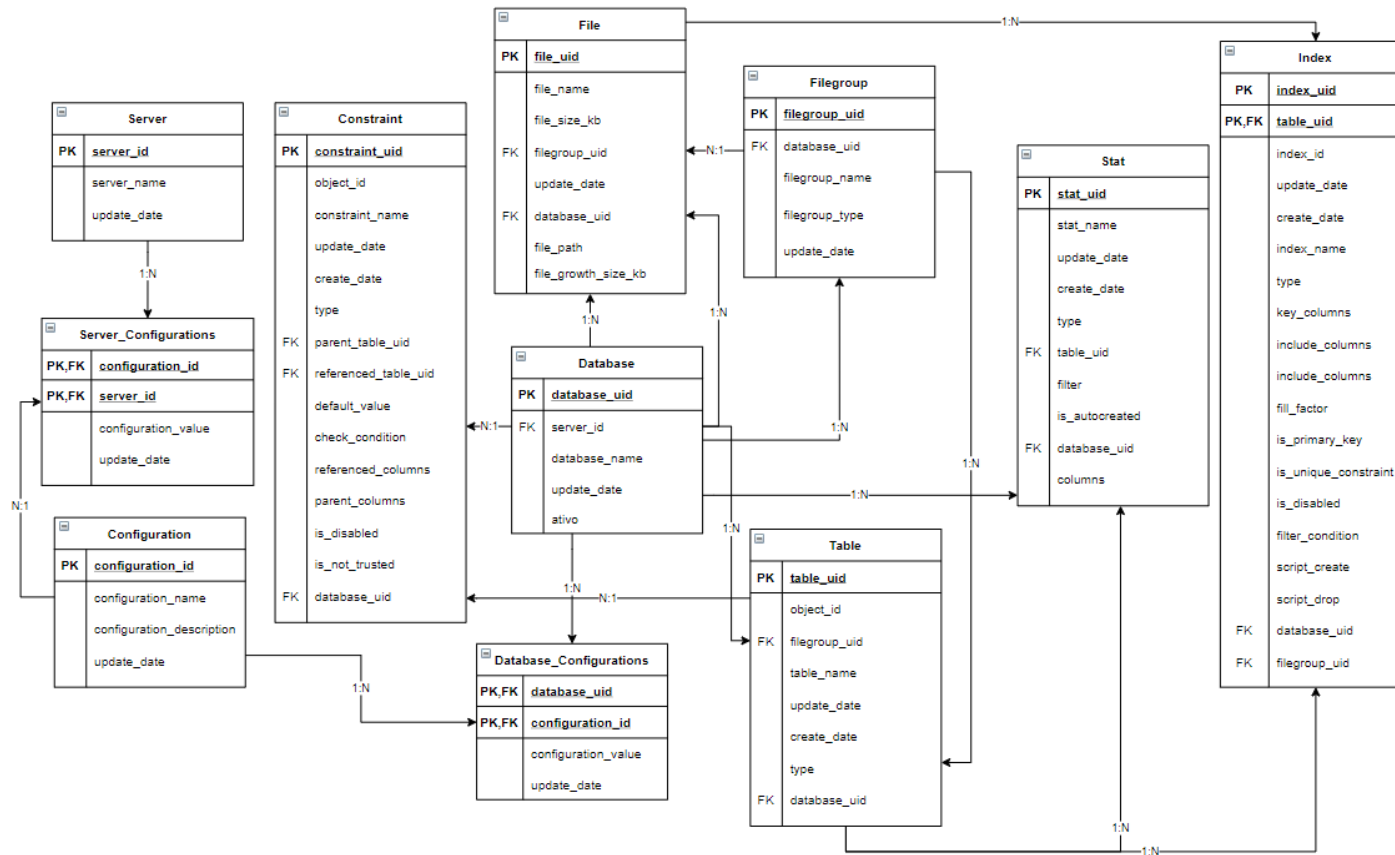 File
PK file_uid
file_name
file_size_kb
FK filegroup_uid
update_date
FK database_uid
file_path
file_growth_size_kb
1:N
Index
PK index_uid
PK,FK table_uid
index_id
update_date
create_date
index_name
type
key_columns
include_columns
include_columns
fill_factor
is_primary_key
is_unique_constraint
is_disabled
filter_condition
script_create
script_drop
FK database_uid
FK filegroup_uid
Filegroup
PK filegroup_uid
FK database_uid
filegroup_name
filegroup_type
update_date
N:1
Server
PK server_id
server_name
update_date
1:N
Constraint
PK constraint_uid
object_id
constraint_name
update_date
create_date
type
FK parent_table_uid
FK referenced_table_uid
default_value
check_condition
referenced_columns
parent_columns
is_disabled
is_not_trusted
FK database_uid
Stat
PK stat_uid
stat_name
update_date
create_date
type
FK table_uid
filter
is_autocreated
FK database_uid
columns
Server_Configurations
PK,FK configuration_id
PK,FK server_id
configuration_value
update_date
N:1
1:N
1:N
Database
PK database_uid
FK server_id
database_name
update_date
ativo
N:1
1:N
1:N
1:N
1:N
1:N
Configuration
PK configuration_id
configuration_name
configuration_description
update_date
1:N
Table
PK table_uid
object_id
FK filegroup_uid
table_name
update_date
create_date
type
FK database_uid
N:1
Database_Configurations
PK,FK database_uid
PK,FK configuration_id
configuration_value
update_date
1:N
1:N